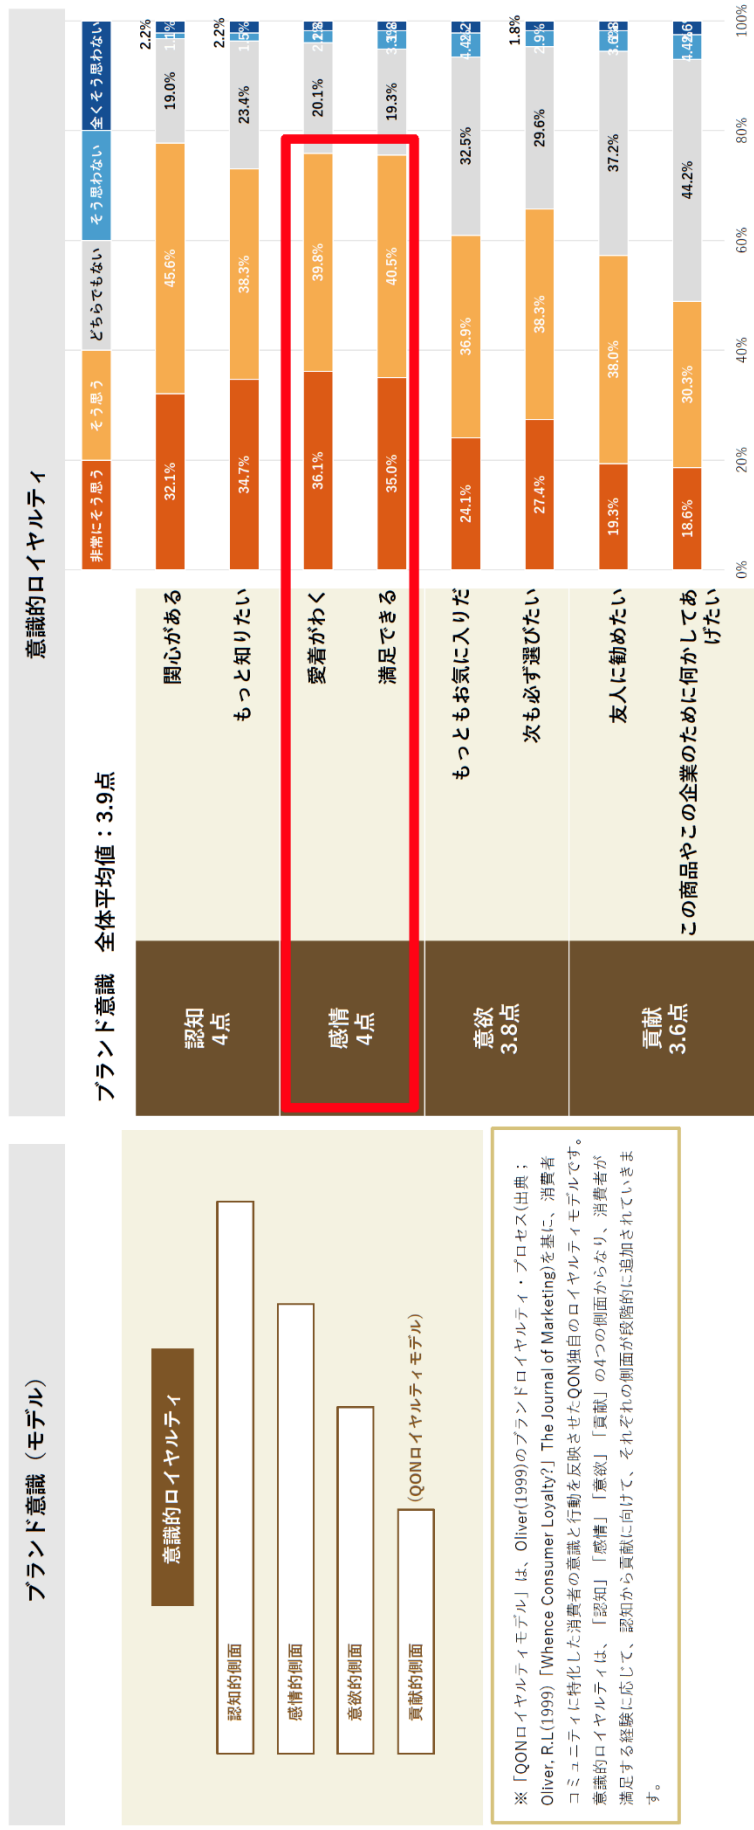 ブランド意識（モデル）
意識的ロイヤルティ
認知的側面
感情的側面
意欲的側面
貢献的側面
(QONロイヤルティモデル)
※「QONロイヤルティモデル」は、Oliver(1999)のブランドロイヤルティ・プロセス(出典；
Oliver, R.L(1999)「Whence Consumer Loyalty?」The Journal of Marketing)を基に、消費者
コミュニティに特化した消費者の意識と行動を反映させたQON独自のロイヤルティモデルです。
意識的ロイヤルティは、「認知」「感情」「意欲」「貢献」の4つの側面からなり、消費者が
満足する経験に応じて、認知から貢献に向けて、それぞれの側面が段階的に追加されていきま
す。
意識的ロイヤルティ
ブランド意識　全体平均値：3.9点
非常にそう思う そう思う どちらでもない そう思わない 全くそう思わない
認知
4点
関心がある 32.1% 45.6% 19.0% 1.1% 2.2%
もっと知りたい 34.7% 38.3% 23.4% 1.5% 2.2%
感情
4点
愛着がわく 36.1% 39.8% 20.1%
満足できる 35.0% 40.5% 19.3%
意欲
3.8点
もっともお気に入りだ 24.1% 36.9% 32.5%
次も必ず選びたい 27.4% 38.3% 29.6% 2.9% 1.8%
貢献
3.6点
友人に勧めたい 19.3% 38.0% 37.2%
この商品やこの企業のために何かしてあ
げたい 18.6% 30.3% 44.2%
0% 20% 40% 60% 80% 100%